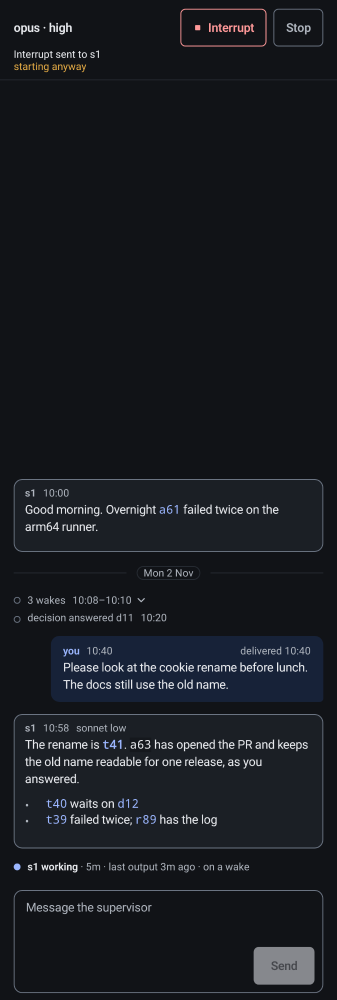 opus · high
Interrupt
Stop
Interrupt sent to s1
starting anyway
s1 10:00
Good morning. Overnight a61 failed twice on the
arm64 runner.
Mon 2 Nov
3 wakes 10:08–10:10
decision answered d11 10:20
you 10:40 delivered 10:40
Please look at the cookie rename before lunch.
The docs still use the old name.
s1 10:58 sonnet low
The rename is t41. a63 has opened the PR and keeps
the old name readable for one release, as you
answered.
• t40 waits on d12
• t39 failed twice; r89 has the log
s1 working · 5m · last output 3m ago · on a wake
Message the supervisor
Send